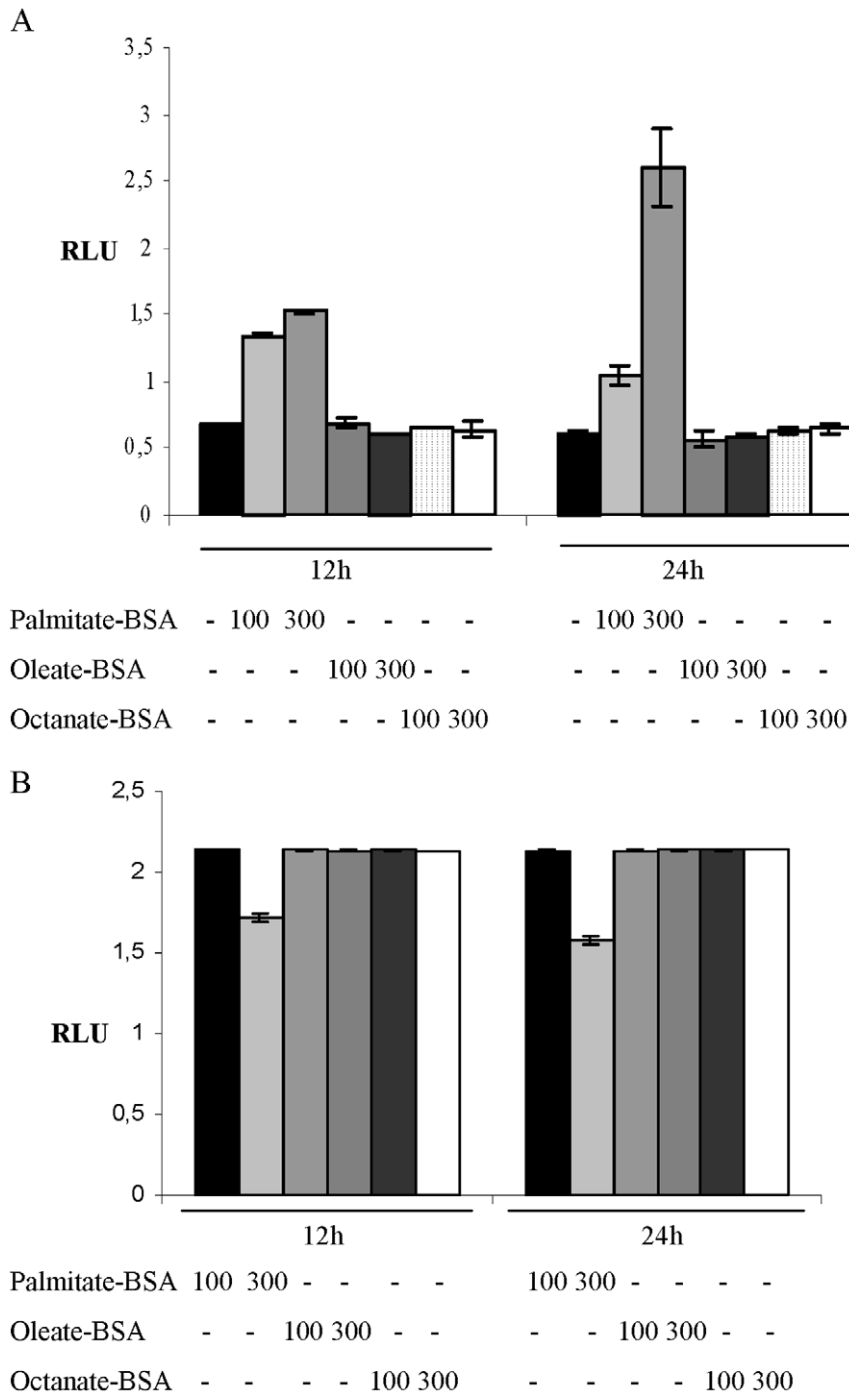 A
3,5
3
2,5
2
RLU
1,5
1
0,5
0
12h 24h
Palmitate-BSA - 100 300 - - - - - 100 300 - - - -
Oleate-BSA - - - 100 300 - - - - - 100 300 - -
Octanate-BSA - - - - - 100 300 - - - - - 100 300
B
2,5
2
1,5
RLU 1
0,5
0
12h 24h
Palmitate-BSA 100 300 - - - - 100 300 - - - -
Oleate-BSA - - 100 300 - - - - 100 300 - -
Octanate-BSA - - - - 100 300 - - - - 100 300